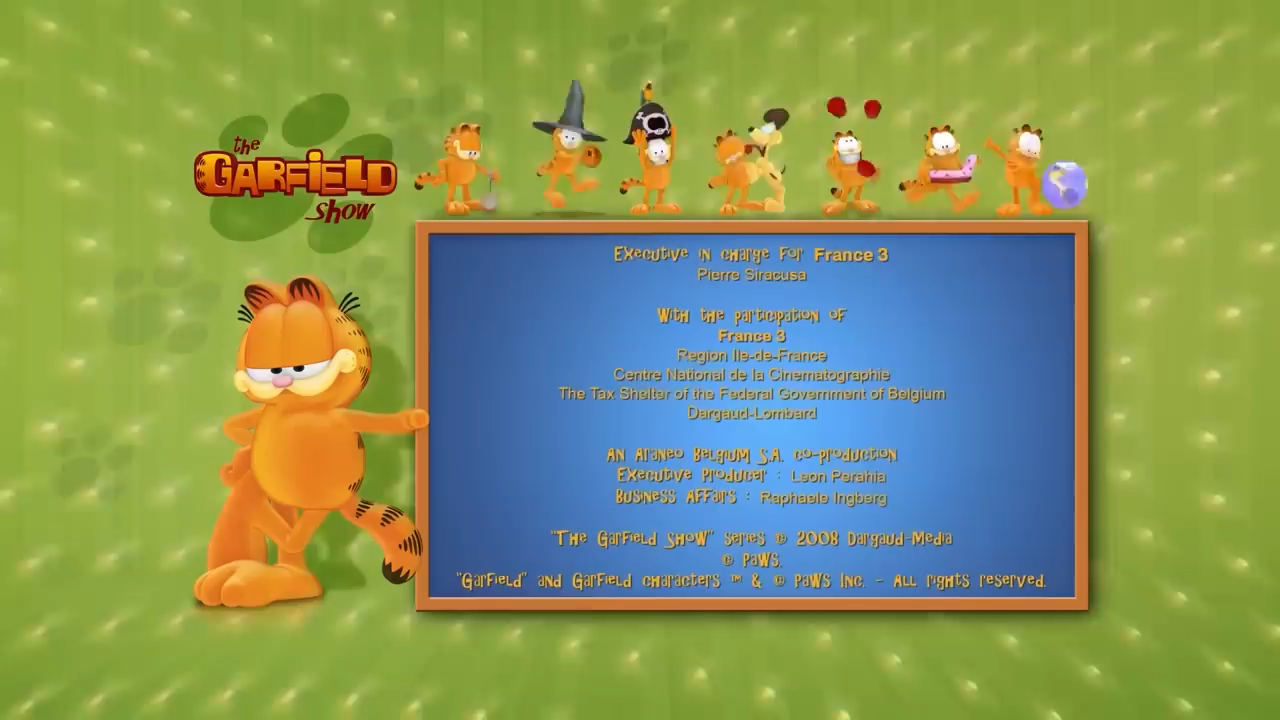 the
GARFiELD
show
Executive in charge For France 3
Pierre Siracusa
With the participation oF
France 3
Region Ile-de-France
Centre National de la Cinematographie
The Tax Shelter of the Federal Government of Belgium
Dargaud-Lombard
An Araneo Belgium S.A. co-production
Executive Producer : Leon Perahia
Business Affairs : Raphaele Ingberg
"The Garfield Show" series © 2008 Dargaud-Media
© Paws.
"Garfield" and Garfield characters ™ & © Paws Inc. - All rights reserved.